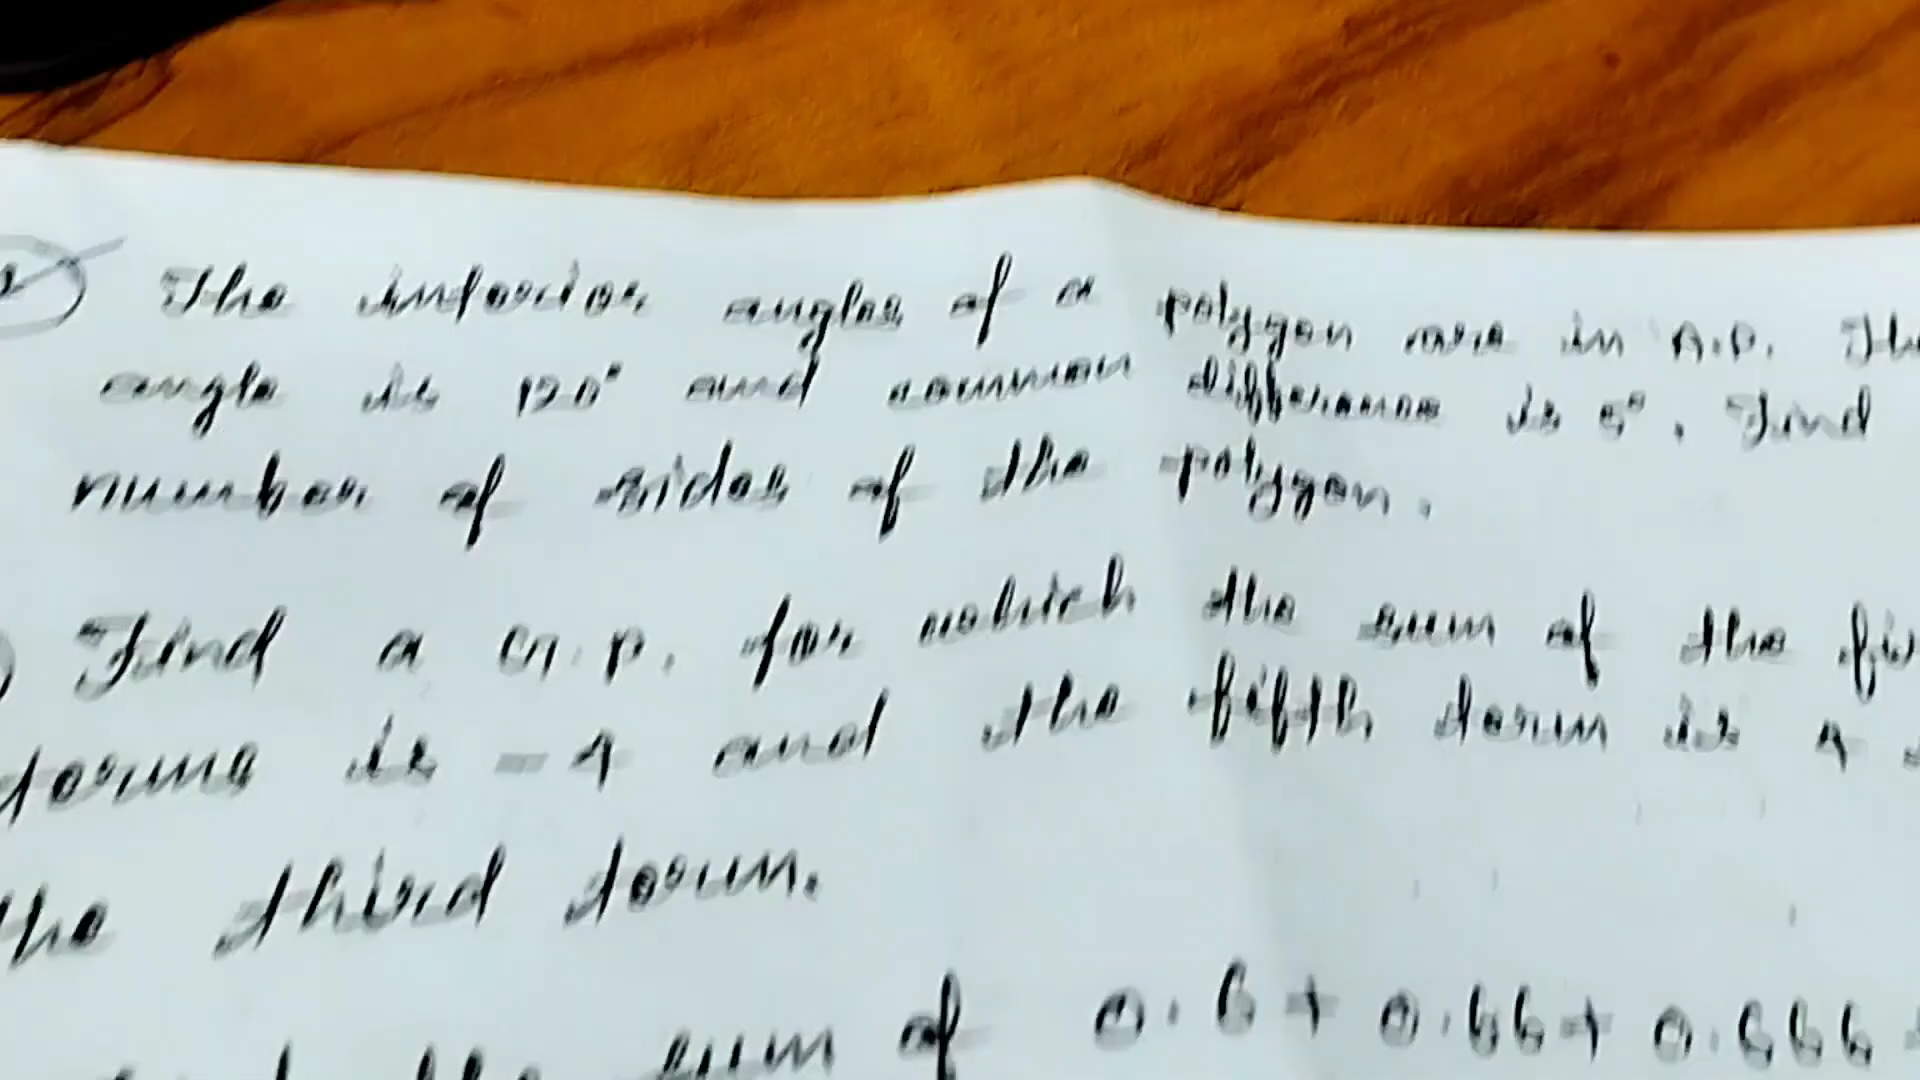 The interior angles of a polygon are in A.P. The
angle is 120° and common difference is 5°. Find
number of sides of the polygon.
Find a G.P. for which the sum of the
terms is -4 and the fifth term is 4
the third term.
the sum of 0.6 + 0.66 + 0.666